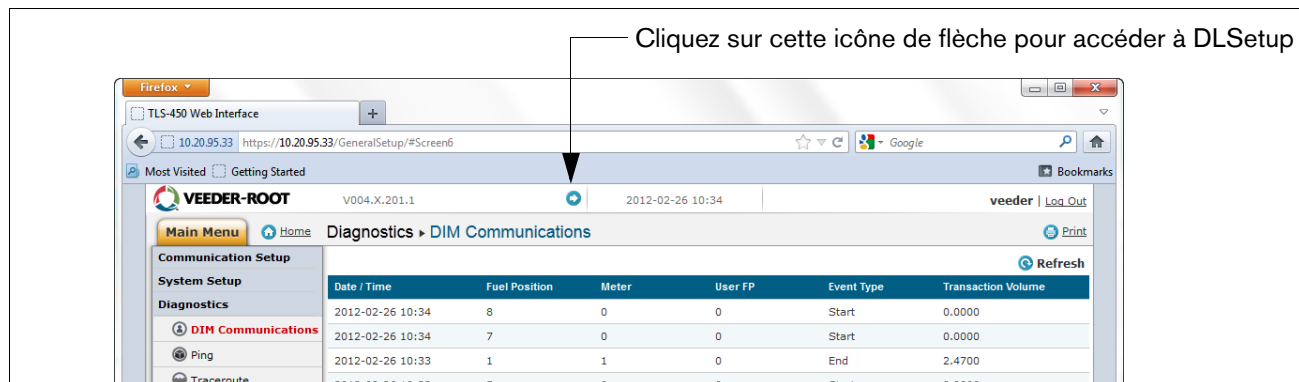 Cliquez sur cette icône de flèche pour accéder à DLSetup
Firefox
TLS-450 Web Interface
10.20.95.33 https://10.20.95.33/GeneralSetup/#Screen6 Google
Most Visited Getting Started Bookmarks
VEEDER-ROOT V004.X.201.1 2012-02-26 10:34 veeder | Log Out
Main Menu Home Diagnostics ▸ DIM Communications Print
Communication Setup
Refresh
System Setup
Date / Time Fuel Position Meter User FP Event Type Transaction Volume
Diagnostics
2012-02-26 10:34 8 0 0 Start 0.0000
DIM Communications
2012-02-26 10:34 7 0 0 Start 0.0000
Ping
2012-02-26 10:33 1 1 0 End 2.4700
Traceroute